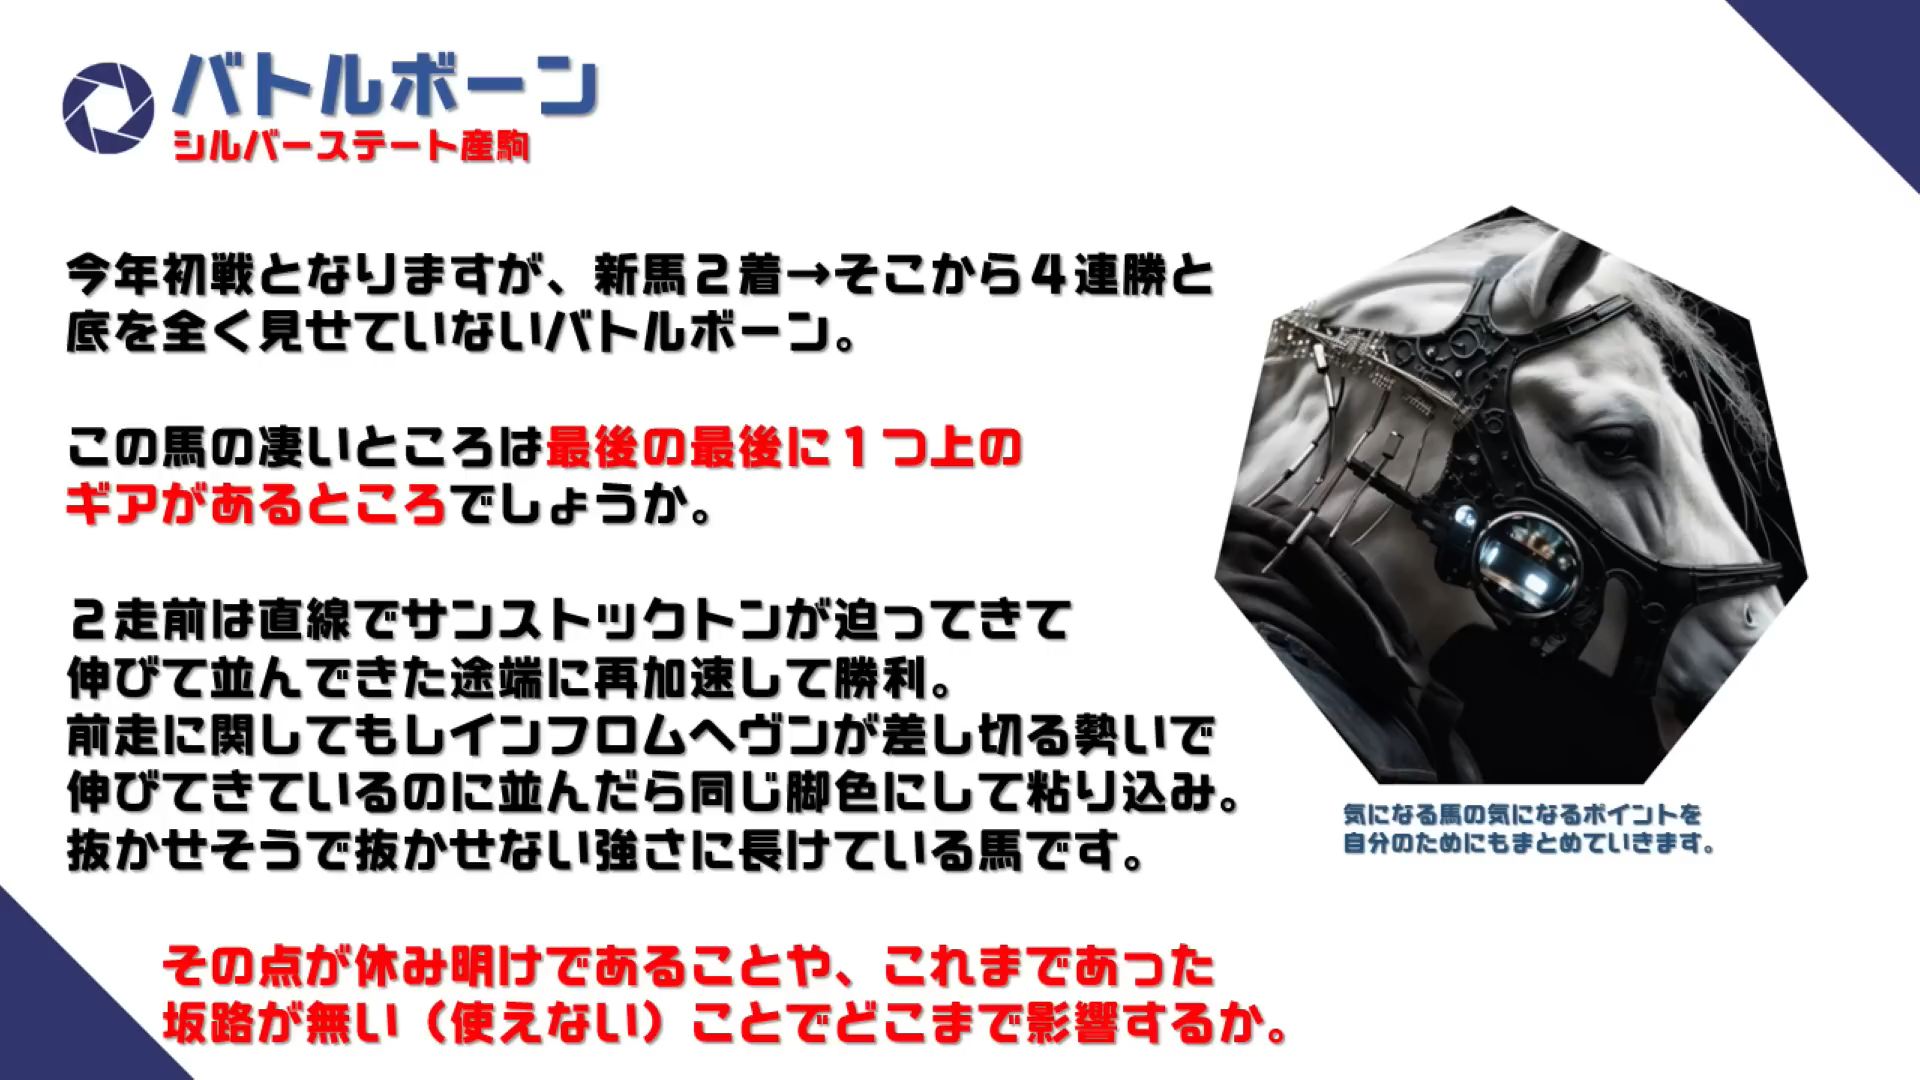 バトルボーン
シルバーステート産駒
今年初戦となりますが、新馬２着→そこから４連勝と
底を全く見せていないバトルボーン。
この馬の凄いところは最後の最後に１つ上の
ギアがあるところでしょうか。
２走前は直線でサンストックトンが迫ってきて
伸びて並んできた途端に再加速して勝利。
前走に関してもレインフロムヘヴンが差し切る勢いで
伸びてきているのに並んだら同じ脚色にして粘り込み。
抜かせそうで抜かせない強さに長けている馬です。
その点が休み明けであることや、これまであった
坂路が無い（使えない）ことでどこまで影響するか。
気になる馬の気になるポイントを
自分のためにもまとめていきます。